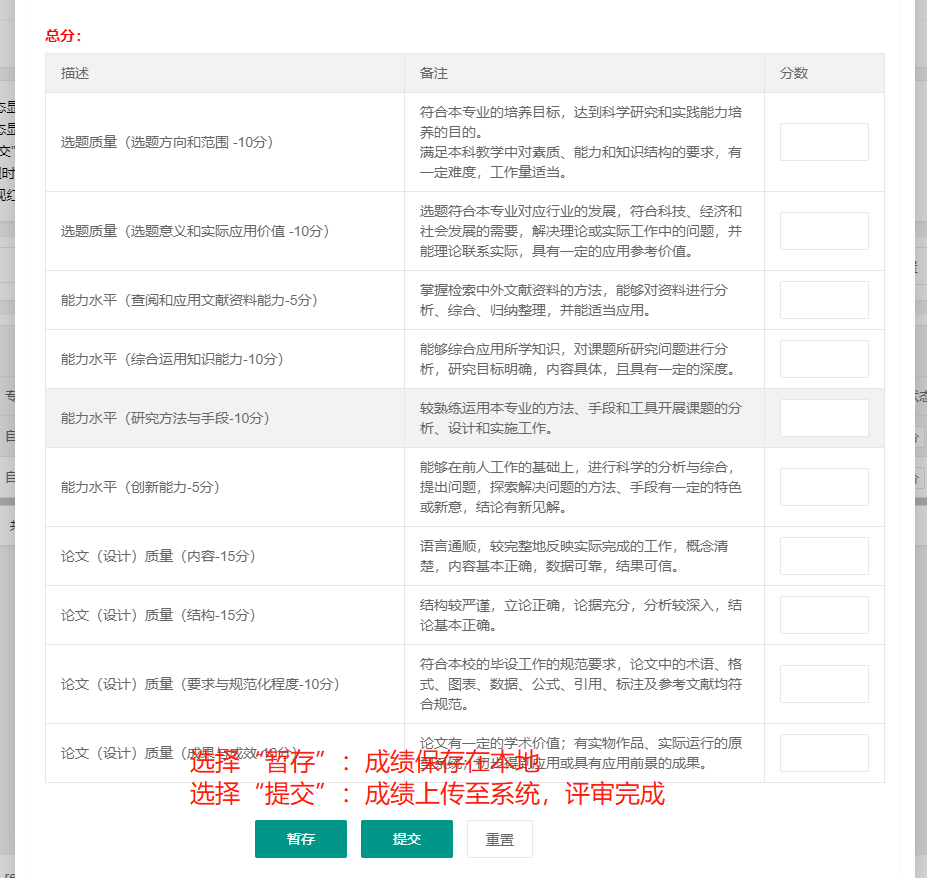 总分：
描述 备注 分数
选题质量（选题方向和范围 -10分）
符合本专业的培养目标，达到科学研究和实践能力培
养的目的。
满足本科教学中对素质、能力和知识结构的要求，有
一定难度，工作量适当。
选题质量（选题意义和实际应用价值 -10分）
选题符合本专业对应行业的发展，符合科技、经济和
社会发展的需要，解决理论或实际工作中的问题，并
能理论联系实际，具有一定的应用参考价值。
能力水平（查阅和应用文献资料能力-5分）
掌握检索中外文献资料的方法，能够对资料进行分
析、综合、归纳整理，并能适当应用。
能力水平（综合运用知识能力-10分）
能够综合应用所学知识，对课题所研究问题进行分
析，研究目标明确，内容具体，且具有一定的深度。
能力水平（研究方法与手段-10分）
较熟练运用本专业的方法、手段和工具开展课题的分
析、设计和实施工作。
能力水平（创新能力-5分）
能够在前人工作的基础上，进行科学的分析与综合，
提出问题，探索解决问题的方法、手段有一定的特色
或新意，结论有新见解。
论文（设计）质量（内容-15分）
语言通顺，较完整地反映实际完成的工作，概念清
楚，内容基本正确，数据可靠，结果可信。
论文（设计）质量（结构-15分）
结构较严谨，立论正确，论据充分，分析较深入，结
论基本正确。
论文（设计）质量（要求与规范化程度-10分）
符合本校的毕设工作的规范要求，论文中的术语、格
式、图表、数据、公式、引用、标注及参考文献均符
合规范。
论文（设计）质量（成果与成效-10分）
论文有一定的学术价值；有实物作品、实际运行的原
应用或具有应用前景的成果。
选择“暂存”：成绩保存在本地
选择“提交”：成绩上传至系统，评审完成
暂存 提交 重置